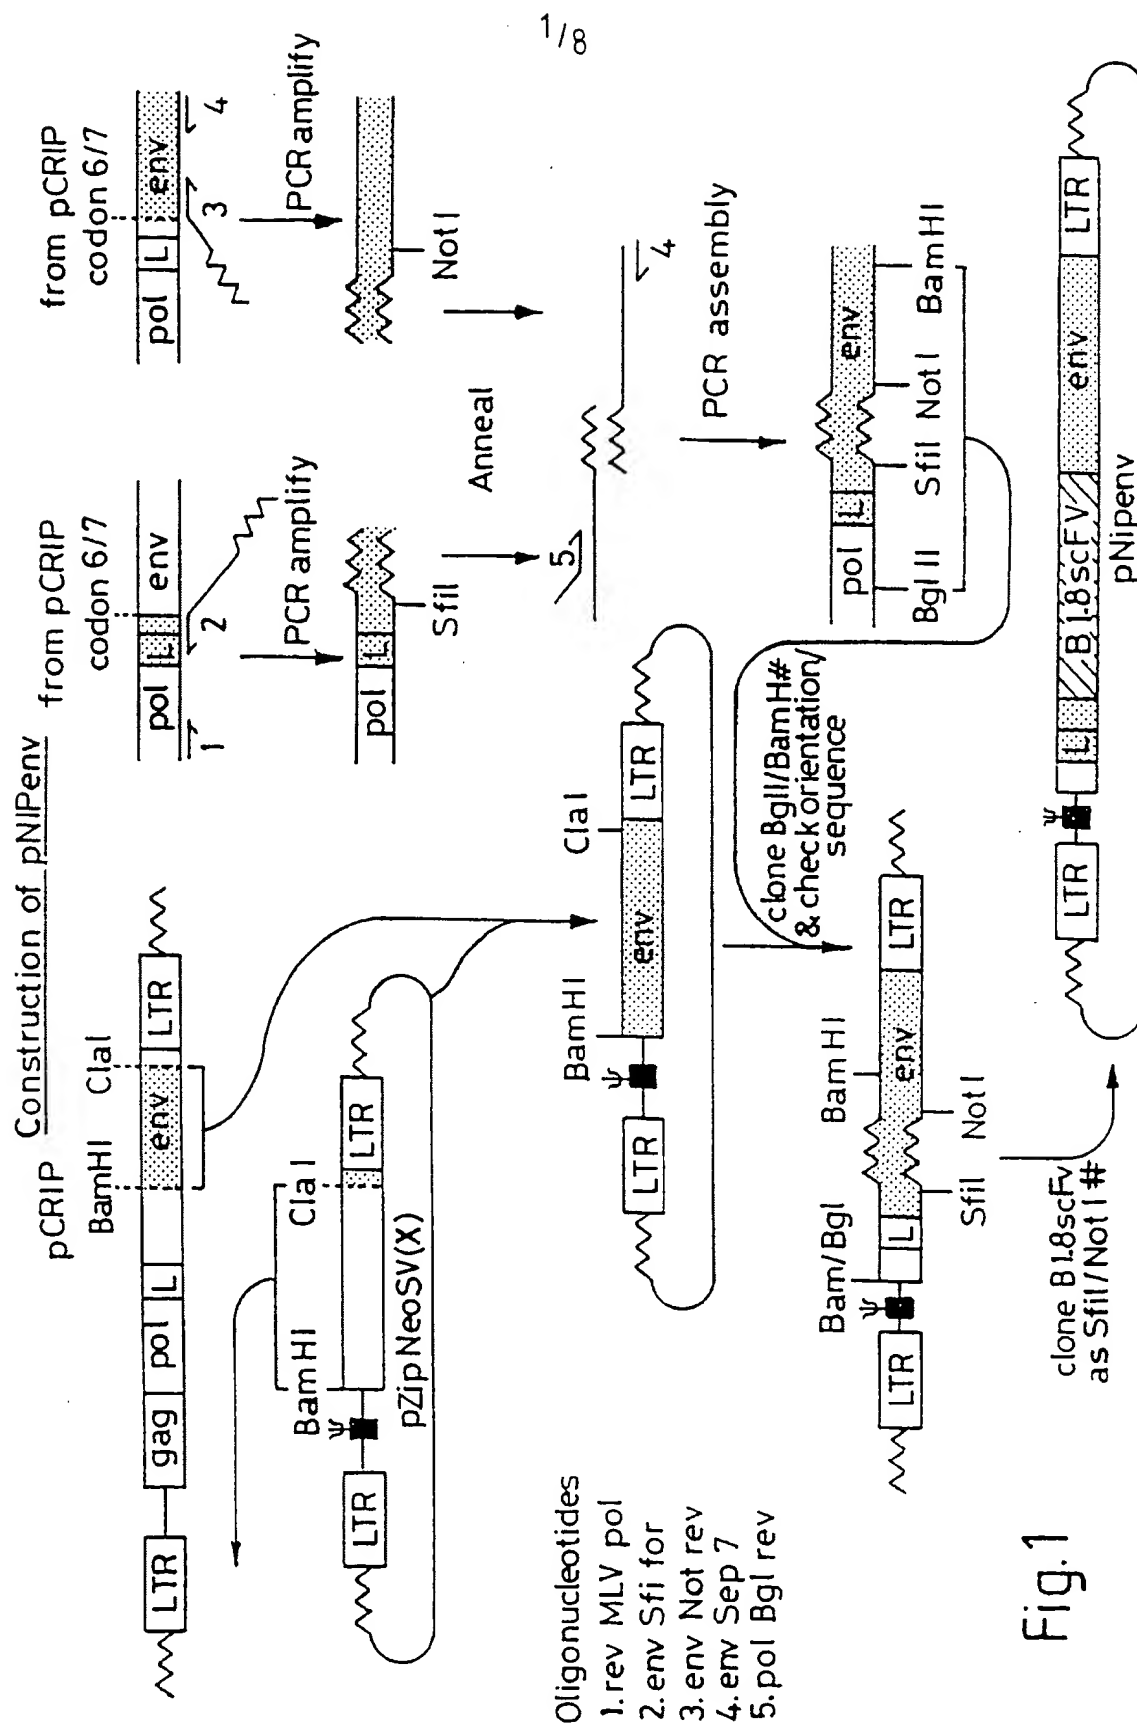 1/8
Construction of pNIPenv
pCRIP
BamHI ClaI
LTR gag pol L env LTR
BamHI ClaI
LTR ψ LTR
pZip NeoSV(X)
from pCRIP
codon 6/7
pol L env
1 2
PCR amplify
pol L
SfiI
from pCRIP
codon 6/7
pol L env
3 4
PCR amplify
NotI
Anneal
5 4
PCR assembly
pol L env
BglII SfiI NotI BamHI
BamHI ClaI
LTR ψ env LTR
clone BglI/BamH#
& check orientation/
sequence
Bam/Bgl BamHI
LTR ψ L env LTR
SfiI NotI
clone B1.8scFv
as SfiI/NotI #
LTR ψ L B1.8scFV env LTR
pNipenv
Oligonucleotides
1.rev MLV pol
2.env Sfi for
3.env Not rev
4.env Sep 7
5.pol Bgl rev
Fig.1